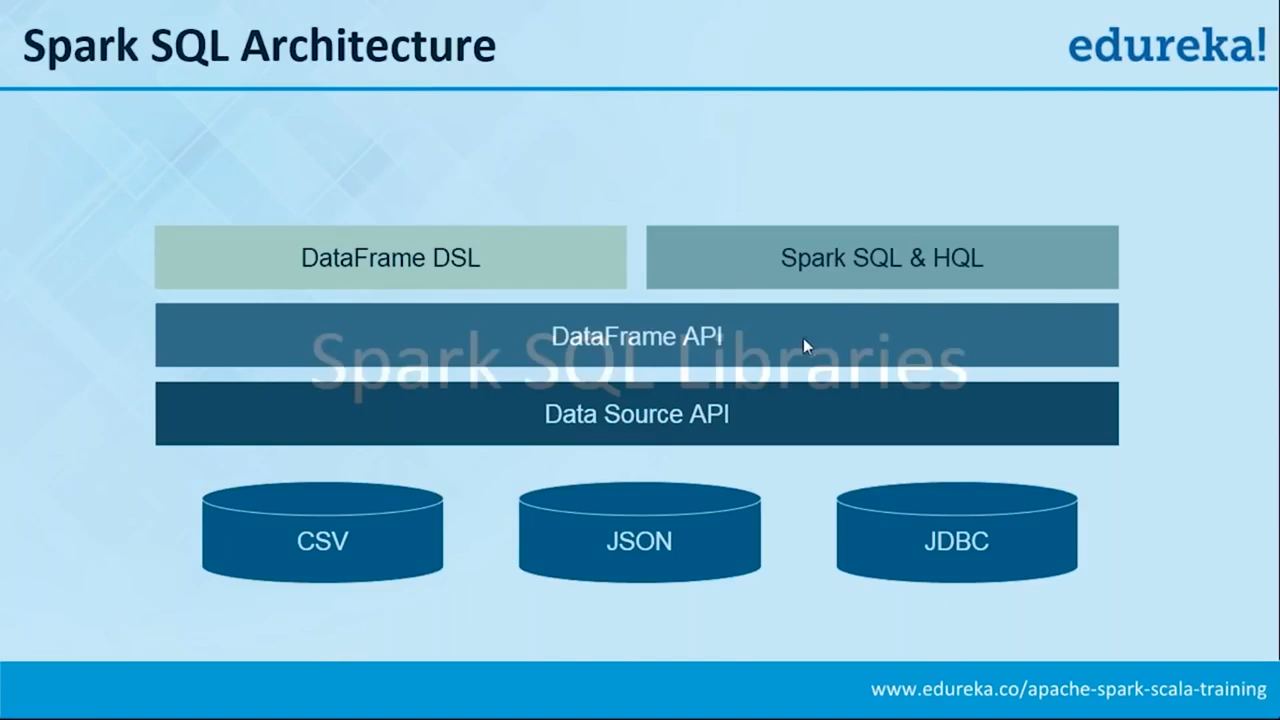 Spark SQL Architecture
edureka!
DataFrame DSL
Spark SQL & HQL
DataFrame API
Spark SQL Libraries
Data Source API
CSV
JSON
JDBC
www.edureka.co/apache-spark-scala-training